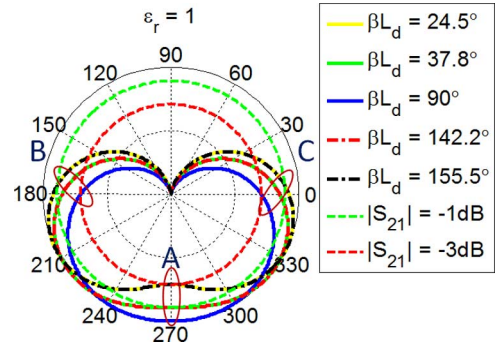 εr = 1
90
120
60
150
30
B
C
180
0
A
210
330
240
300
270
βLd = 24.5°
βLd = 37.8°
βLd = 90°
βLd = 142.2°
βLd = 155.5°
|S21| = -1dB
|S21| = -3dB